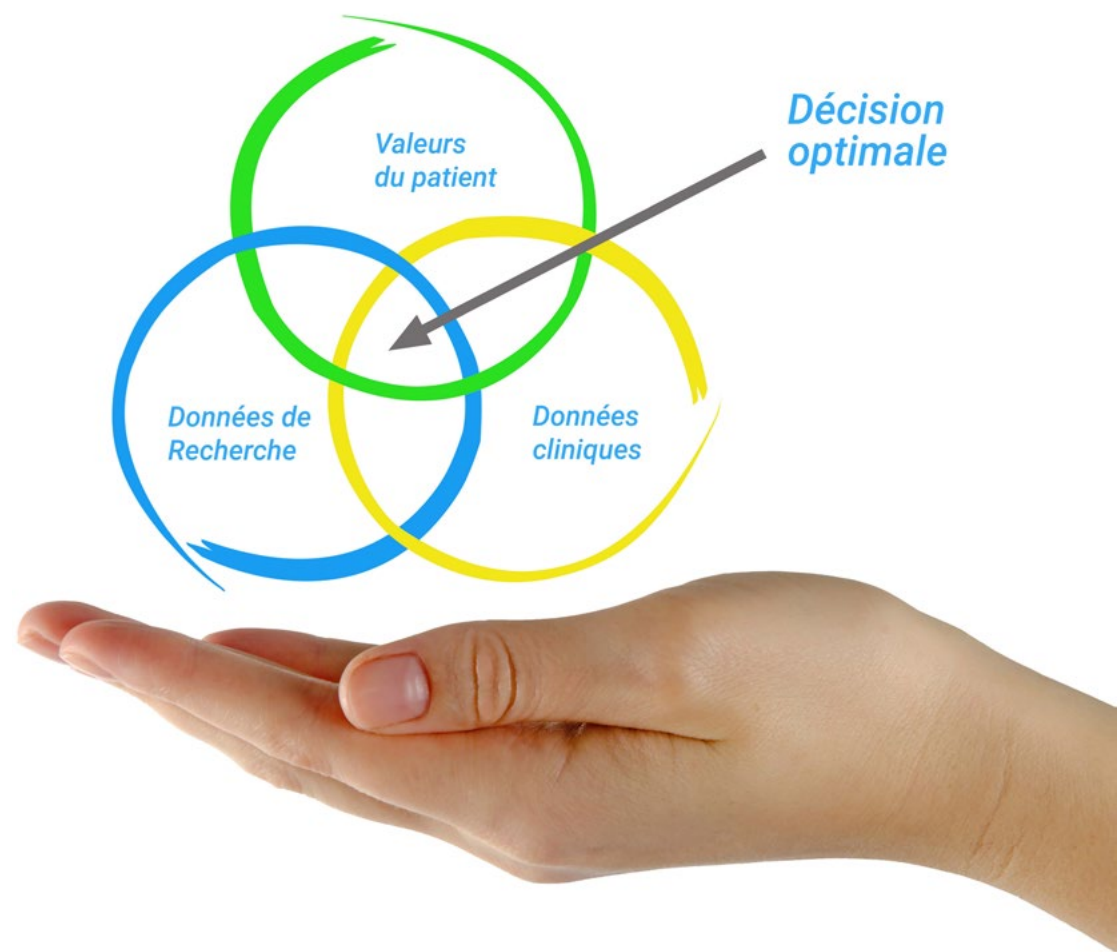 Décision
optimale
Valeurs
du patient
Données de
Recherche
Données
cliniques